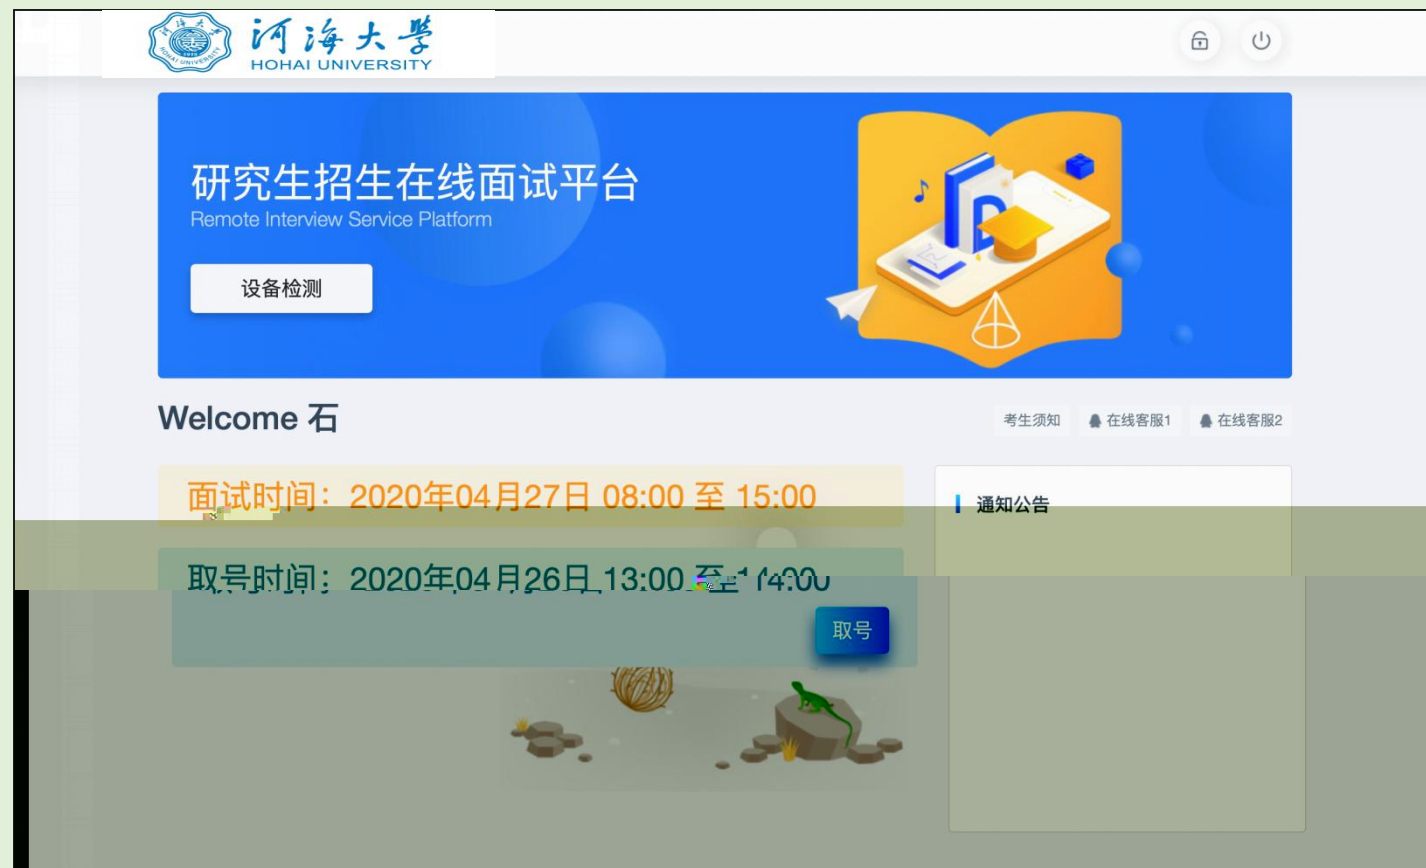 河海大學
HOHAI UNIVERSITY
研究生招生在线面试平台
Remote Interview Service Platform
设备检测
Welcome 石
考生须知 在线客服1 在线客服2
面试时间：2020年04月27日 08:00 至 15:00
通知公告
取号时间：2020年04月26日 13:00 至 14:00
取号